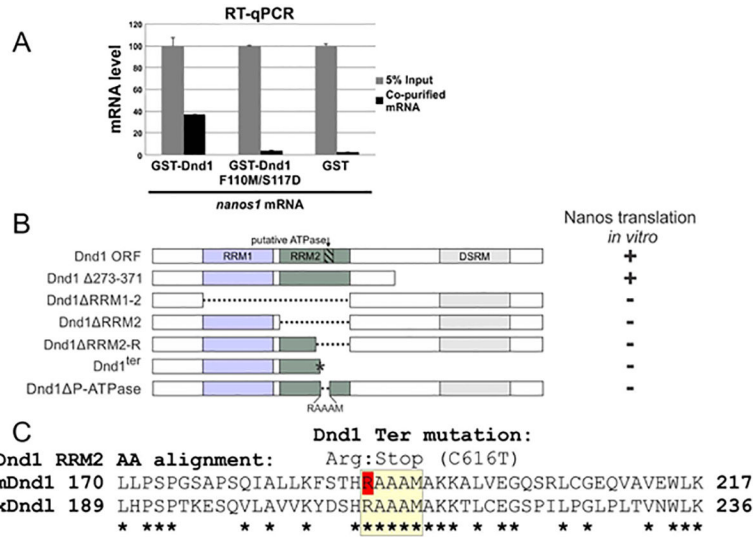 RT-qPCR
A
mRNA level
120
100
80
60
40
20
0
5% Input
Co-purified
mRNA
GST-Dnd1
GST-Dnd1
F110M/S117D
GST
nanos1 mRNA
B
Nanos translation
in vitro
putative ATPase
Dnd1 ORF RRM1 RRM2 DSRM +
Dnd1 Δ273-371 +
Dnd1ΔRRM1-2 -
Dnd1ΔRRM2 -
Dnd1ΔRRM2-R -
Dnd1ter * -
Dnd1ΔP-ATPase -
RAAAM
C
Dnd1 Ter mutation:
Dnd1 RRM2 AA alignment: Arg:Stop (C616T)
mDnd1 170 LLPSPGSAPSQIALLKFSTHRAAAMAKKALVEGQSRLCGEQVAVEWLK 217
xDnd1 189 LHPSPTKESQVLAVVKYDSHRAAAMAKKTLCEGSPILPGLPLTVNWLK 236
* *** ** * * * ******** * ** * * * ***